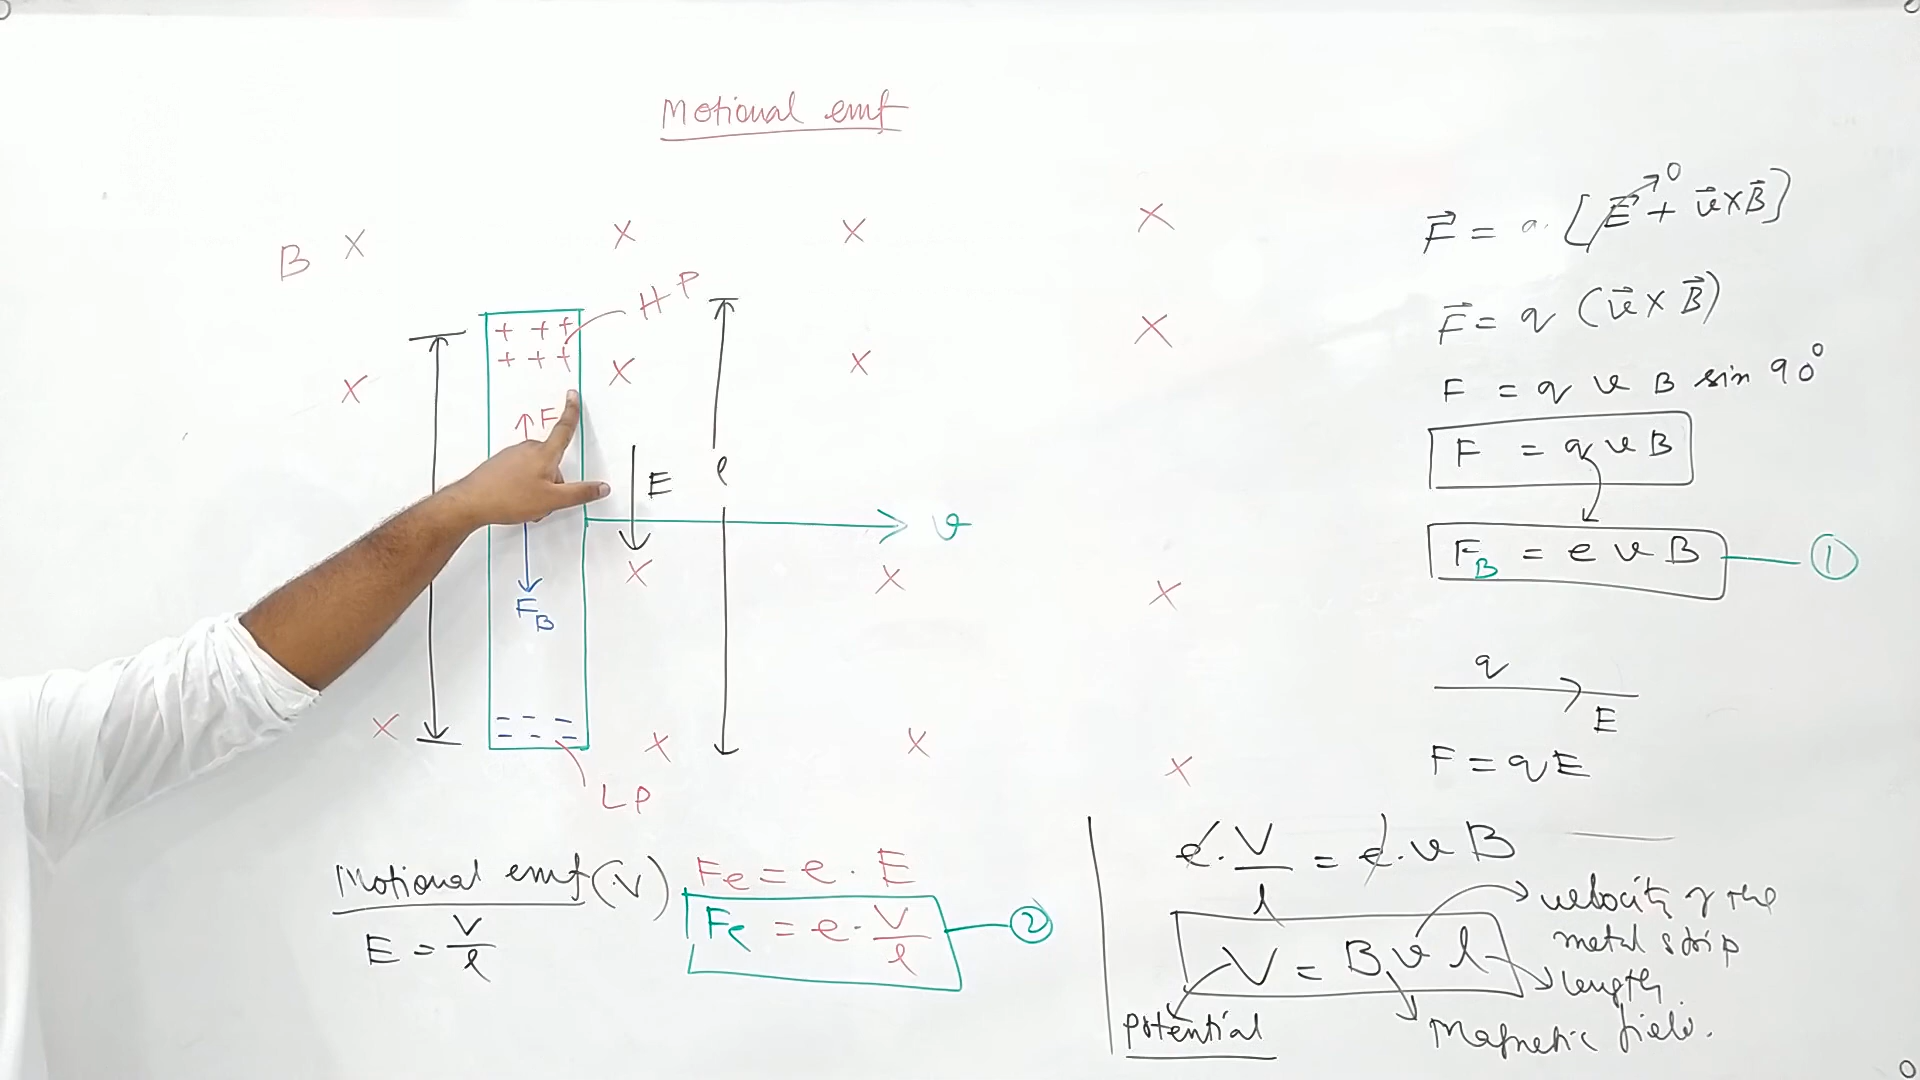 Motional emf
B X X X X
H P
+ + +
+ + +
X X X X
F
E
l
v
X X X
F_B
X X X X
- - -
- - -
L P
Motional emf (V)
E = V/l
Fe = e · E
Fe = e · V/l — ②
F⃗ = [E⃗→0 + v⃗ X B⃗]
F⃗ = q (v⃗ X B⃗)
F = q v B sin 90°
F = q v B
F_B = e v B — ①
q
E
F = qE
e · V/l = e · v B
V = B v l
velocity of the
metal strip
length
potential
Magnetic field.